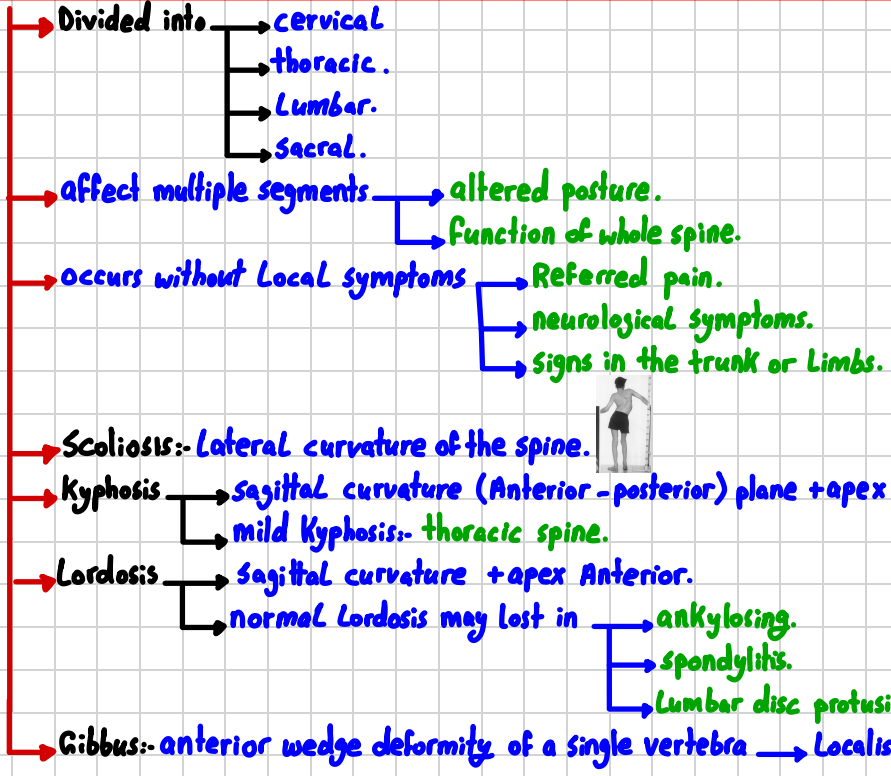 Divided into cervical
thoracic.
Lumbar.
Sacral.
affect multiple segments altered posture.
function of whole spine.
occurs without Local symptoms Referred pain.
neurological symptoms.
signs in the trunk or Limbs.
Scoliosis:- Lateral curvature of the spine.
Kyphosis sagittal curvature (Anterior-posterior) plane +apex
mild Kyphosis:- thoracic spine.
Lordosis sagittal curvature +apex Anterior.
normal Lordosis may lost in ankylosing.
spondylitis.
Lumbar disc protusi
Gibbus:- anterior wedge deformity of a single vertebra Localis